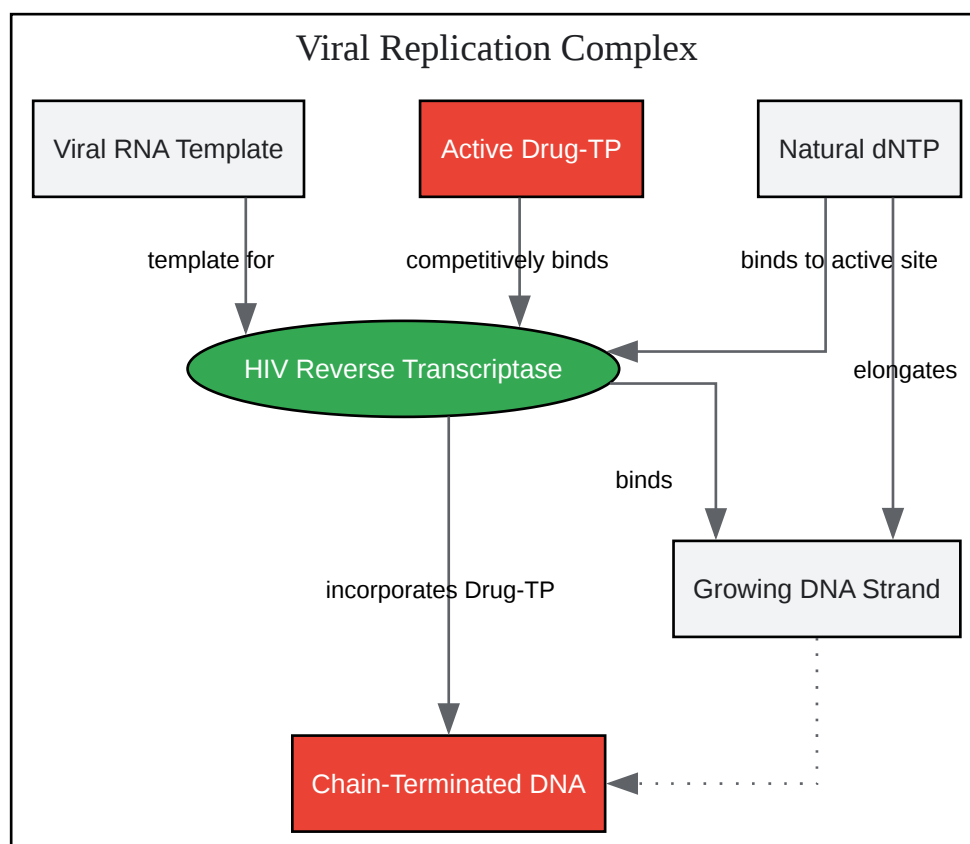 Viral Replication Complex
Viral RNA Template
Active Drug-TP
Natural dNTP
template for
competitively binds
binds to active site
HIV Reverse Transcriptase
elongates
binds
incorporates Drug-TP
Growing DNA Strand
Chain-Terminated DNA